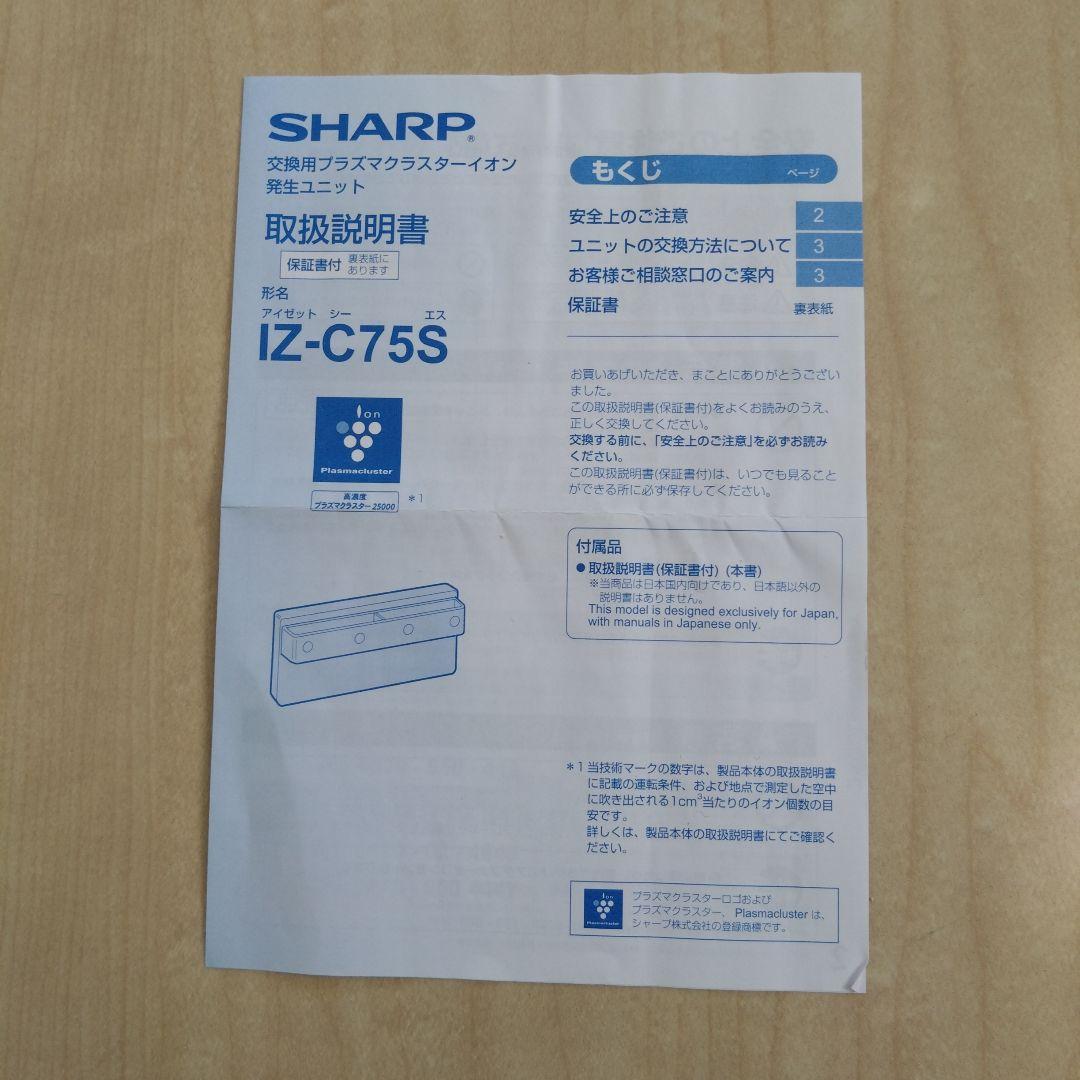 SHARP®
交換用プラズマクラスターイオン
発生ユニット
取扱説明書
保証書付 裏表紙に
あります
形名
アイゼット シー エス
IZ-C75S
Ion
Plasmacluster
高濃度
プラズマクラスター25000
＊1
もくじ ページ
安全上のご注意 2
ユニットの交換方法について 3
お客様ご相談窓口のご案内 3
保証書 裏表紙
お買いあげいただき、まことにありがとうござい
ました。
この取扱説明書(保証書付)をよくお読みのうえ、
正しく交換してください。
交換する前に、「安全上のご注意」を必ずお読み
ください。
この取扱説明書(保証書付)は、いつでも見ること
ができる所に必ず保存してください。
付属品
●取扱説明書(保証書付) (本書)
※当商品は日本国内向けであり、日本語以外の
説明書はありません。
This model is designed exclusively for Japan,
with manuals in Japanese only.
＊1 当技術マークの数字は、製品本体の取扱説明書
に記載の運転条件、および地点で測定した空中
に吹き出される1cm³当たりのイオン個数の目
安です。
詳しくは、製品本体の取扱説明書にてご確認く
ださい。
Ion
Plasmacluster
プラズマクラスターロゴおよび
プラズマクラスター、Plasmacluster は、
シャープ株式会社の登録商標です。